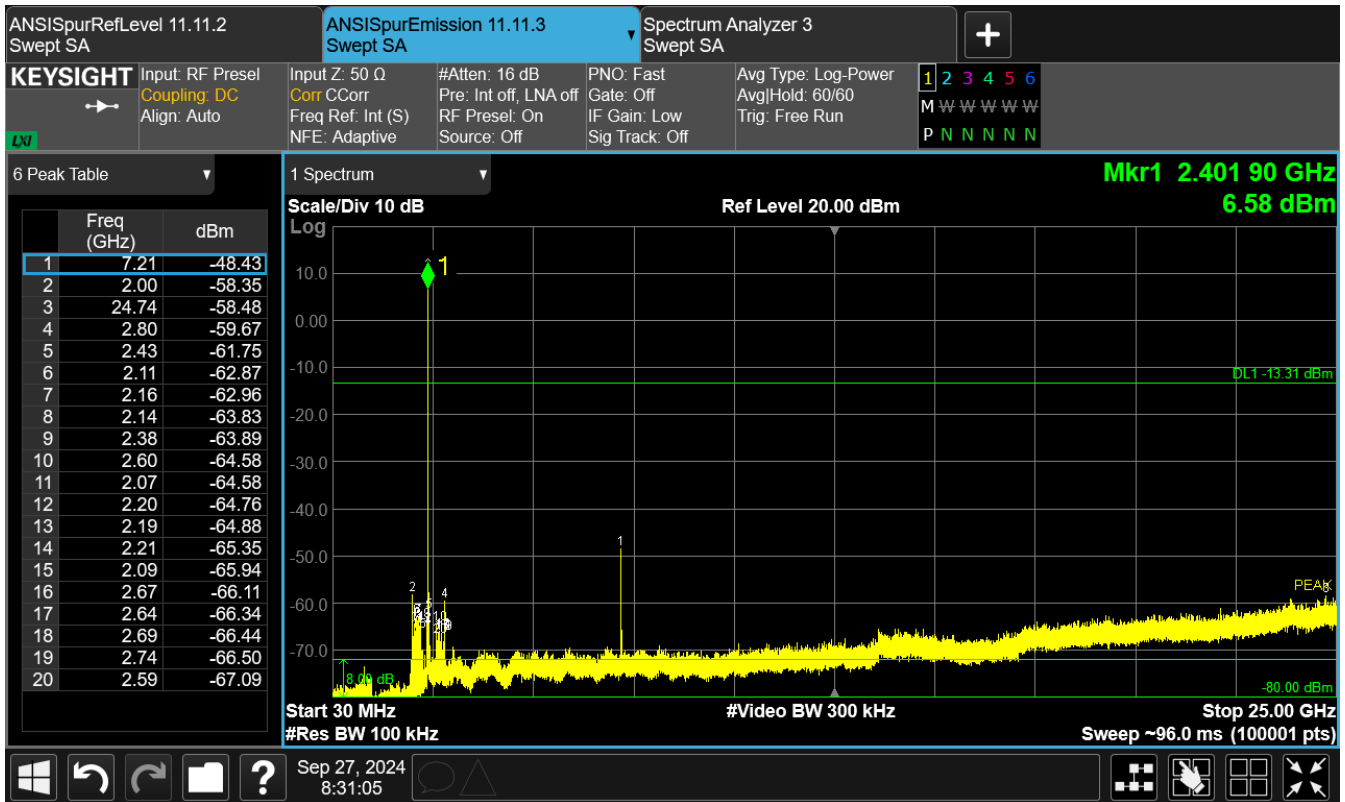 ANSISpurRefLevel 11.11.2
Swept SA
ANSISpurEmission 11.11.3
Swept SA
Spectrum Analyzer 3
Swept SA
+
KEYSIGHT
LXI
Input: RF Presel
Coupling: DC
Align: Auto
Input Z: 50 Ω
Corr CCorr
Freq Ref: Int (S)
NFE: Adaptive
#Atten: 16 dB
Pre: Int off, LNA off
RF Presel: On
Source: Off
PNO: Fast
Gate: Off
IF Gain: Low
Sig Track: Off
Avg Type: Log-Power
Avg|Hold: 60/60
Trig: Free Run
1 2 3 4 5 6
M W W W W W
P N N N N N
6 Peak Table
Freq (GHz) dBm
1 7.21 -48.43
2 2.00 -58.35
3 24.74 -58.48
4 2.80 -59.67
5 2.43 -61.75
6 2.11 -62.87
7 2.16 -62.96
8 2.14 -63.83
9 2.38 -63.89
10 2.60 -64.58
11 2.07 -64.58
12 2.20 -64.76
13 2.19 -64.88
14 2.21 -65.35
15 2.09 -65.94
16 2.67 -66.11
17 2.64 -66.34
18 2.69 -66.44
19 2.74 -66.50
20 2.59 -67.09
1 Spectrum
Mkr1 2.401 90 GHz
6.58 dBm
Scale/Div 10 dB
Ref Level 20.00 dBm
Log
1
10.0
0.00
-10.0
DL1 -13.31 dBm
-20.0
-30.0
-40.0
1
-50.0
2
4
PEAK
-60.0
-70.0
8.00 dB
-80.00 dBm
Start 30 MHz
#Video BW 300 kHz
Stop 25.00 GHz
#Res BW 100 kHz
Sweep ~96.0 ms (100001 pts)
?
Sep 27, 2024
8:31:05